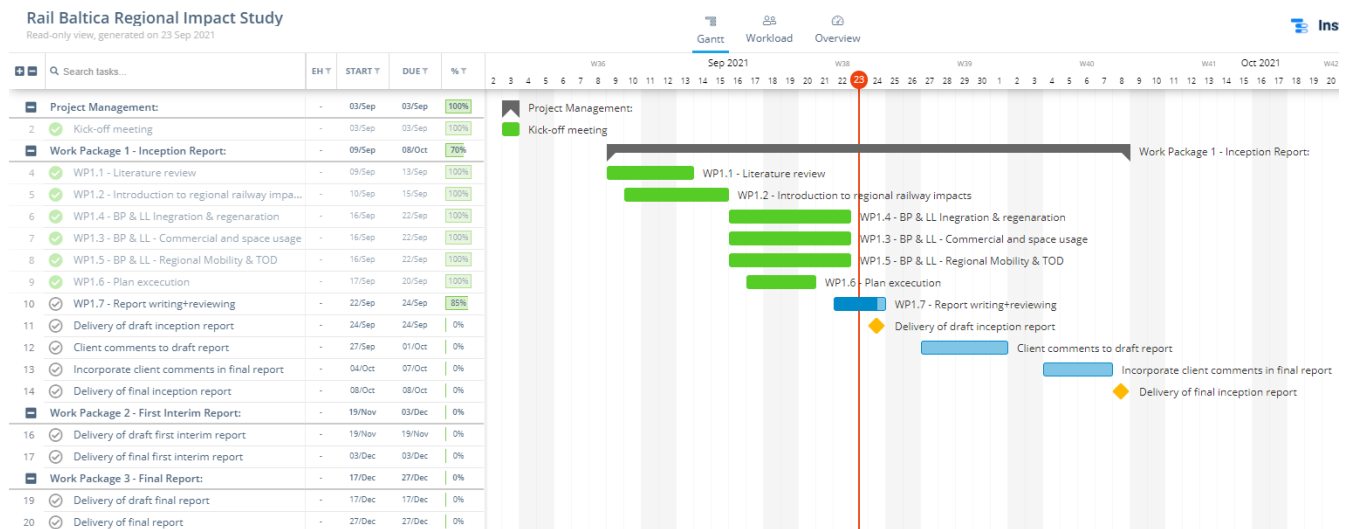 Rail Baltica Regional Impact Study
Read-only view, generated on 23 Sep 2021
Gantt Workload Overview
Ins
Search tasks... EH START DUE %
W36 Sep 2021 W38 W39 W40 W41 Oct 2021 W42
2 3 4 5 6 7 8 9 10 11 12 13 14 15 16 17 18 19 20 21 22 23 24 25 26 27 28 29 30 1 2 3 4 5 6 7 8 9 10 11 12 13 14 15 16 17 18 19 20
Project Management: - 03/Sep 03/Sep 100% Project Management:
2 Kick-off meeting - 03/Sep 03/Sep 100% Kick-off meeting
Work Package 1 - Inception Report: - 09/Sep 08/Oct 70% Work Package 1 - Inception Report:
4 WP1.1 - Literature review - 09/Sep 13/Sep 100% WP1.1 - Literature review
5 WP1.2 - Introduction to regional railway impa... - 10/Sep 15/Sep 100% WP1.2 - Introduction to regional railway impacts
6 WP1.4 - BP & LL Inegration & regenaration - 16/Sep 22/Sep 100% WP1.4 - BP & LL Inegration & regenaration
7 WP1.3 - BP & LL - Commercial and space usage - 16/Sep 22/Sep 100% WP1.3 - BP & LL - Commercial and space usage
8 WP1.5 - BP & LL - Regional Mobility & TOD - 16/Sep 22/Sep 100% WP1.5 - BP & LL - Regional Mobility & TOD
9 WP1.6 - Plan excecution - 17/Sep 20/Sep 100% WP1.6 - Plan excecution
10 WP1.7 - Report writing+reviewing - 22/Sep 24/Sep 85% WP1.7 - Report writing+reviewing
11 Delivery of draft inception report - 24/Sep 24/Sep 0% Delivery of draft inception report
12 Client comments to draft report - 27/Sep 01/Oct 0% Client comments to draft report
13 Incorporate client comments in final report - 04/Oct 07/Oct 0% Incorporate client comments in final report
14 Delivery of final inception report - 08/Oct 08/Oct 0% Delivery of final inception report
Work Package 2 - First Interim Report: - 19/Nov 03/Dec 0%
16 Delivery of draft first interim report - 19/Nov 19/Nov 0%
17 Delivery of final first interim report - 03/Dec 03/Dec 0%
Work Package 3 - Final Report: - 17/Dec 27/Dec 0%
19 Delivery of draft final report - 17/Dec 17/Dec 0%
20 Delivery of final report - 27/Dec 27/Dec 0%